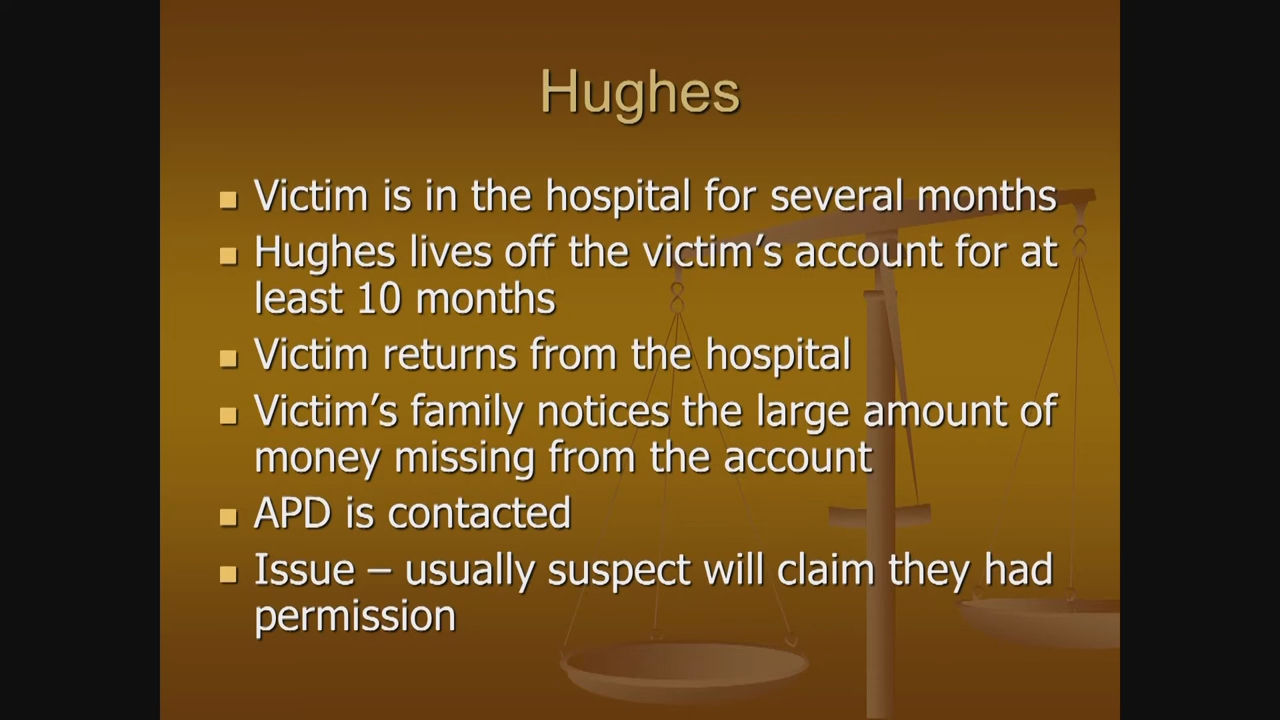 Hughes
Victim is in the hospital for several months
Hughes lives off the victim's account for at
least 10 months
Victim returns from the hospital
Victim's family notices the large amount of
money missing from the account
APD is contacted
Issue – usually suspect will claim they had
permission